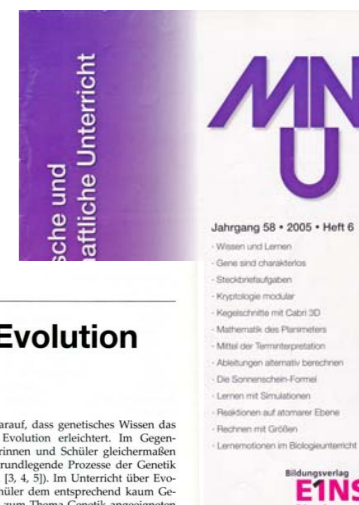 sche und
aftliche Unterricht
MN
U
Jahrgang 58 • 2005 • Heft 6
- Wissen und Lernen
- Gene sind charakterlos
- Steckbriefaufgaben
- Kryptologie modular
- Kegelschnitte mit Cabri 3D
- Mathematik des Planimeters
- Mittel der Terminterpretation
- Ableitungen alternativ berechnen
- Die Sonnenschein-Formel
- Lernen mit Simulationen
- Reaktionen auf atomarer Ebene
- Rechnen mit Größen
- Lernemotionen im Biologieunterricht
Bildungsverlag
E1NS
Evolution
arauf, dass genetisches Wissen das
Evolution erleichtert. Im Gegen-
rinnen und Schüler gleichermaßen
rundlegende Prozesse der Genetik
[3, 4, 5]). Im Unterricht über Evo-
hüler dem entsprechend kaum Ge-
zum Thema Genetik angeeigneten